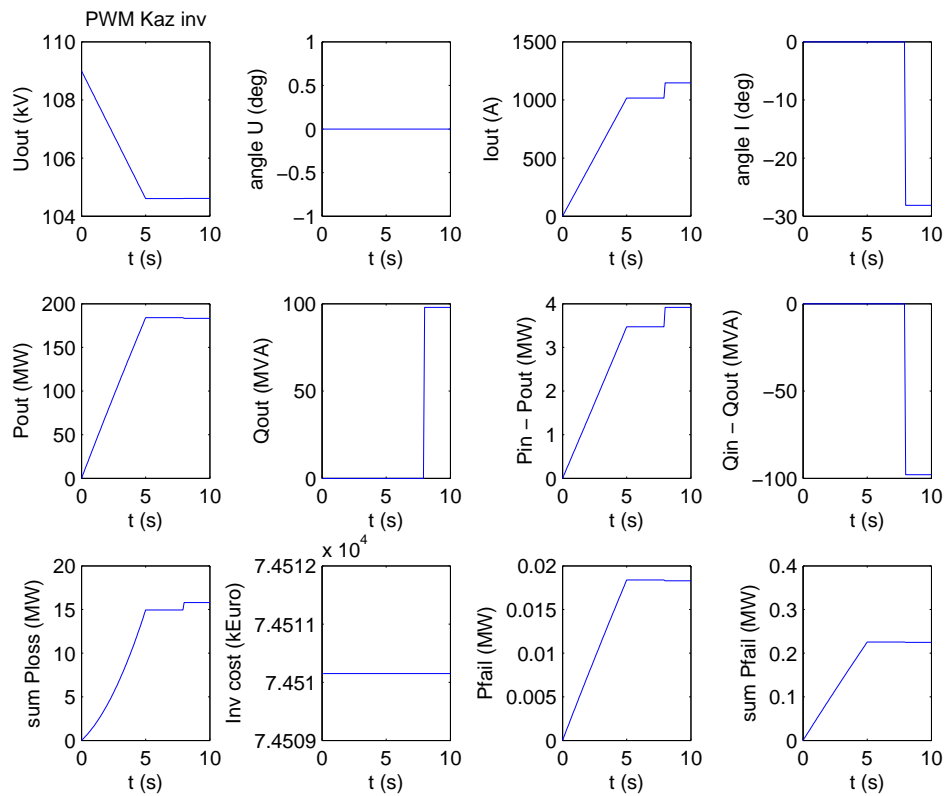 PWM Kaz inv
110
108
106
104
Uout (kV)
0 5 10
t (s)
1
0.5
0
−0.5
−1
angle U (deg)
0 5 10
t (s)
1500
1000
500
0
Iout (A)
0 5 10
t (s)
0
−10
−20
−30
angle I (deg)
0 5 10
t (s)
200
150
100
50
0
Pout (MW)
0 5 10
t (s)
100
50
0
Qout (MVA)
0 5 10
t (s)
4
3
2
1
0
Pin − Pout (MW)
0 5 10
t (s)
0
−50
−100
Qin − Qout (MVA)
0 5 10
t (s)
20
15
10
5
0
sum Ploss (MW)
0 5 10
t (s)
x 10^4
7.4512
7.4511
7.451
7.4509
Inv cost (kEuro)
0 5 10
t (s)
0.02
0.015
0.01
0.005
0
Pfail (MW)
0 5 10
t (s)
0.4
0.3
0.2
0.1
0
sum Pfail (MW)
0 5 10
t (s)